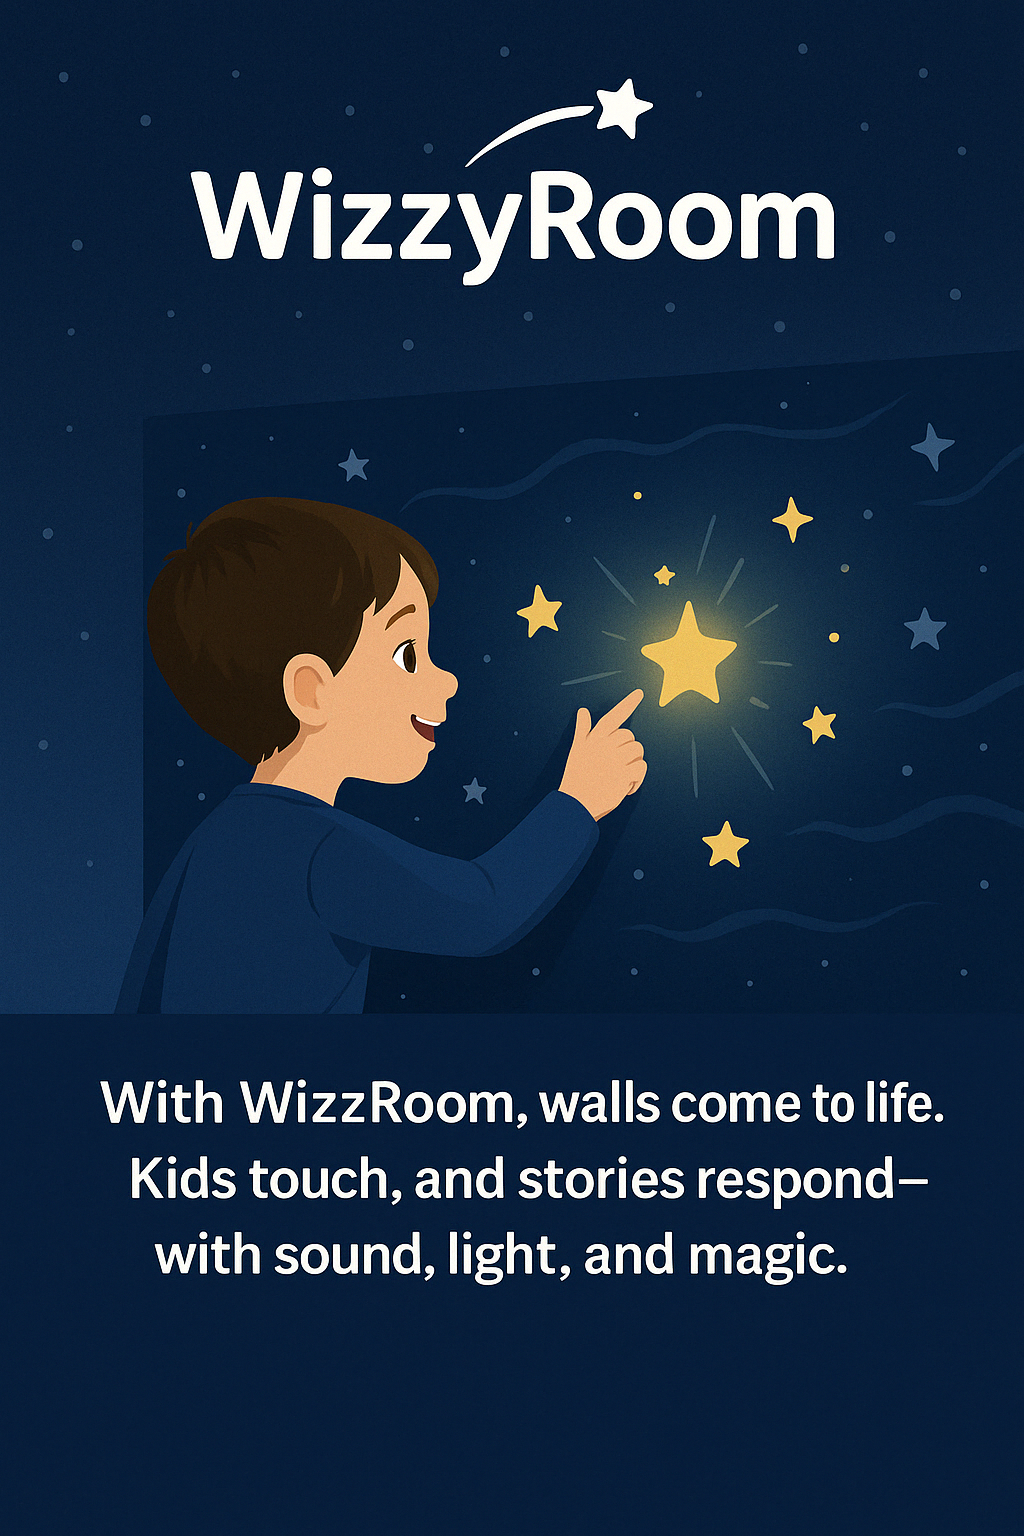 WizzyRoom
With WizzRoom, walls come to life.
Kids touch, and stories respond–
with sound, light, and magic.